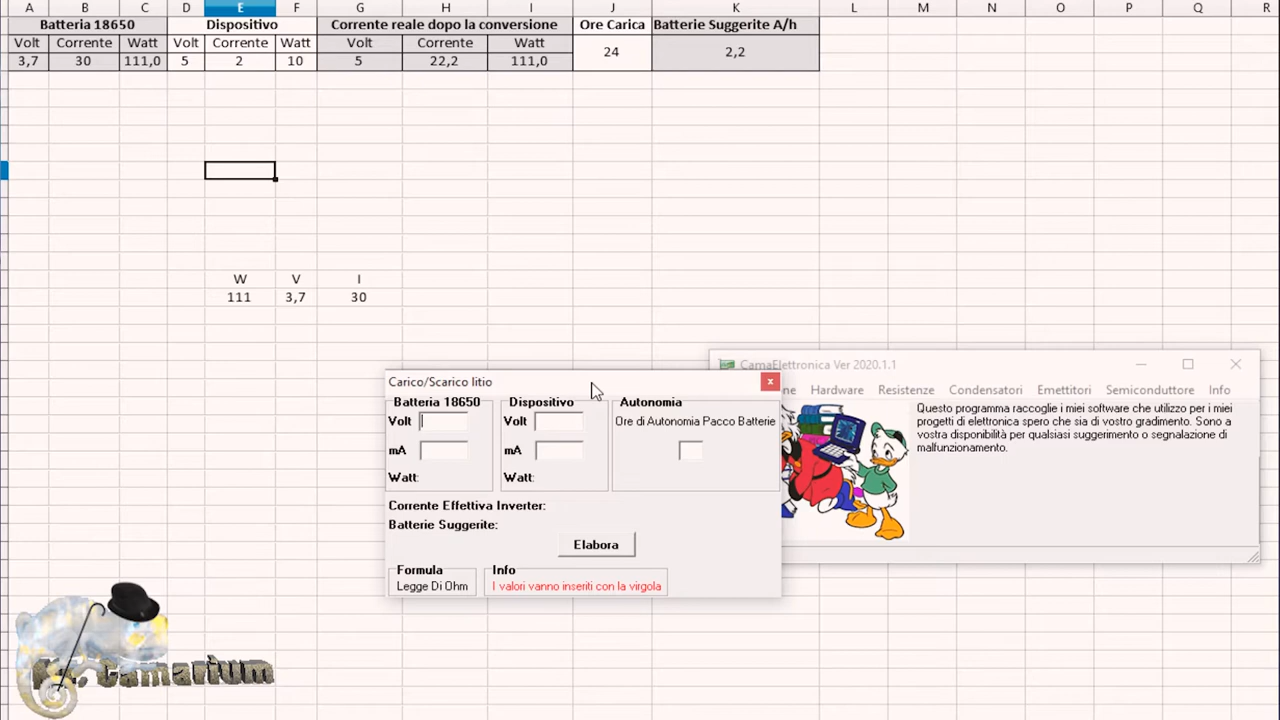 A B C D E F G H I J K L M N O P Q R
Batteria 18650 Dispositivo Corrente reale dopo la conversione Ore Carica Batterie Suggerite A/h
Volt Corrente Watt Volt Corrente Watt Volt Corrente Watt 24 2,2
3,7 30 111,0 5 2 10 5 22,2 111,0
W V I
111 3,7 30
CamaElettronica Ver 2020.1.1
Hardware Resistenze Condensatori Emettitori Semiconduttore Info
Questo programma raccoglie i miei software che utilizzo per i miei
progetti di elettronica spero che sia di vostro gradimento. Sono a
vostra disponibilità per qualsiasi suggerimento o segnalazione di
malfunzionamento.
Carico/Scarico litio
Batteria 18650 Dispositivo Autonomia
Volt Volt Ore di Autonomia Pacco Batterie
mA mA
Watt: Watt:
Corrente Effettiva Inverter:
Batterie Suggerite:
Elabora
Formula Info
Legge Di Ohm I valori vanno inseriti con la virgola
Camarium